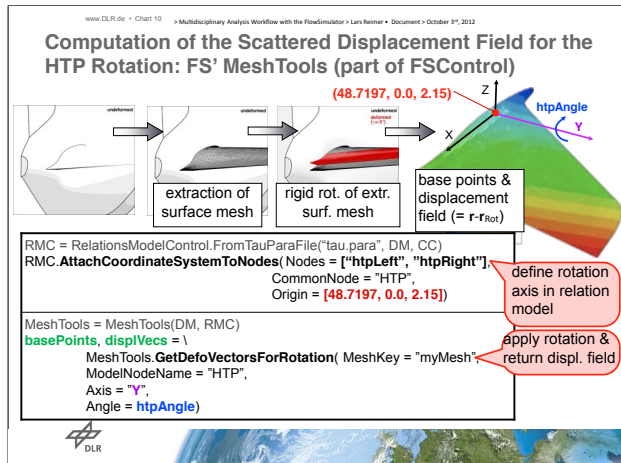 www.DLR.de • Chart 10 > Multidisciplinary Analysis Workflow with the FlowSimulator > Lars Reimer • Document > October 3rd, 2012
Computation of the Scattered Displacement Field for the
HTP Rotation: FS’ MeshTools (part of FSControl)
(48.7197, 0.0, 2.15)
Z
htpAngle
Y
X
undeformed
undeformed
undeformed
deformed
extraction of
surface mesh
rigid rot. of extr.
surf. mesh
base points &
displacement
field (= r-rRot)
RMC = RelationsModelControl.FromTauParaFile(“tau.para”, DM, CC)
RMC.AttachCoordinateSystemToNodes( Nodes = [“htpLeft”, ”htpRight”],
CommonNode = ”HTP”,
Origin = [48.7197, 0.0, 2.15])
define rotation
axis in relation
model
MeshTools = MeshTools(DM, RMC)
basePoints, displVecs = \
MeshTools.GetDefoVectorsForRotation( MeshKey = ”myMesh”,
ModelNodeName = ”HTP”,
Axis = ”Y”,
Angle = htpAngle)
apply rotation &
return displ. field
DLR